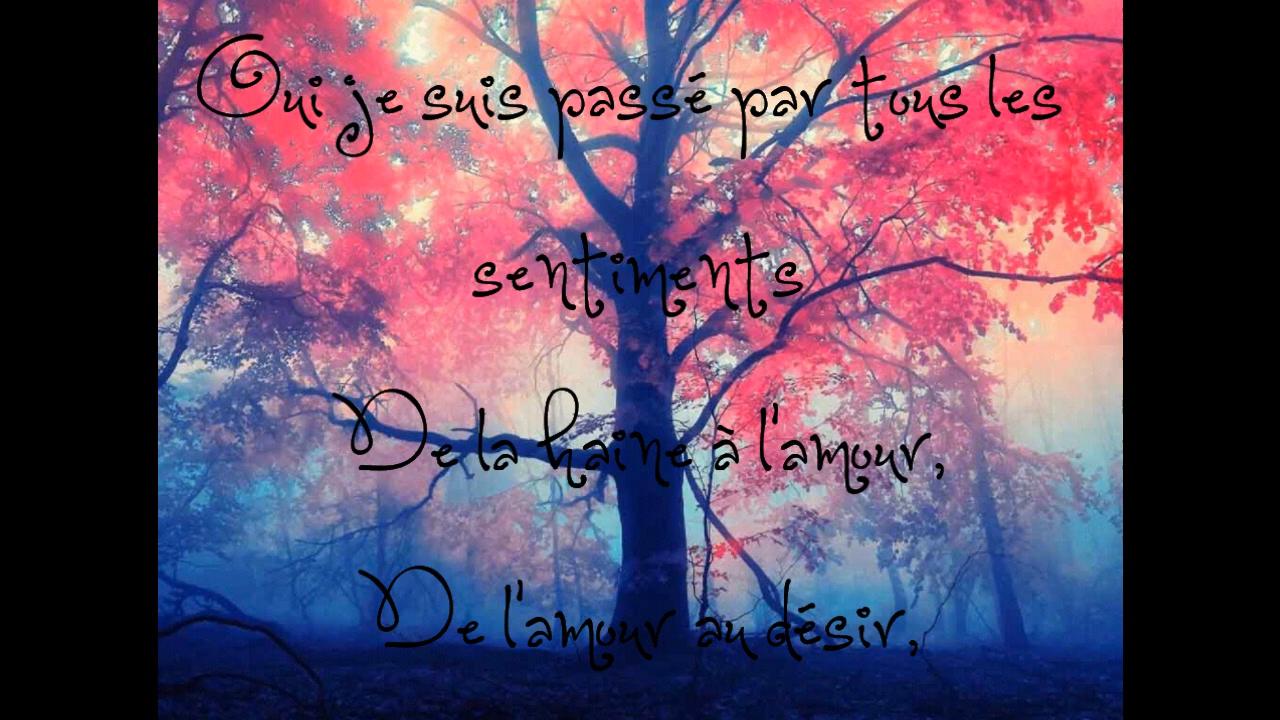 Oui je suis passé par tous les
sentiments
De la haine à l'amour,
De l'amour au désir,